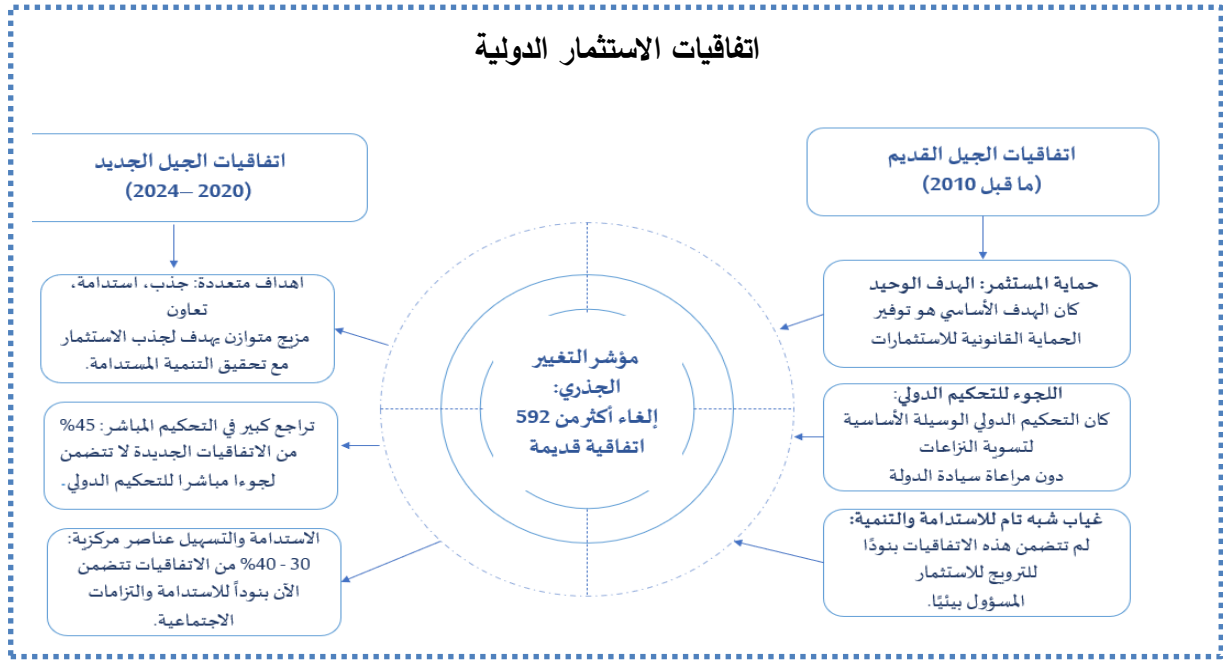 اتفاقيات الاستثمار الدولية
اتفاقيات الجيل القديم
(ما قبل 2010)
حماية المستثمر: الهدف الوحيد
كان الهدف الأساسي هو توفير
الحماية القانونية للاستثمارات
اللجوء للتحكيم الدولي:
كان التحكيم الدولي الوسيلة الأساسية
لتسوية النزاعات
دون مراعاة سيادة الدولة
غياب شبه تام للاستدامة والتنمية:
لم تتضمن هذه الاتفاقيات بنودًا
للترويج للاستثمار
المسؤول بيئيًا.
مؤشر التغيير
الجذري:
إلغاء أكثر من 592
اتفاقية قديمة
اتفاقيات الجيل الجديد
(2020 – 2024)
اهداف متعددة: جذب، استدامة،
تعاون
مزيج متوازن يهدف لجذب الاستثمار
مع تحقيق التنمية المستدامة.
تراجع كبير في التحكيم المباشر: 45%
من الاتفاقيات الجديدة لا تتضمن
لجوءا مباشرا للتحكيم الدولي.
الاستدامة والتسهيل عناصر مركزية:
30 - 40% من الاتفاقيات تتضمن
الآن بنوداً للاستدامة والتزامات
الاجتماعية.